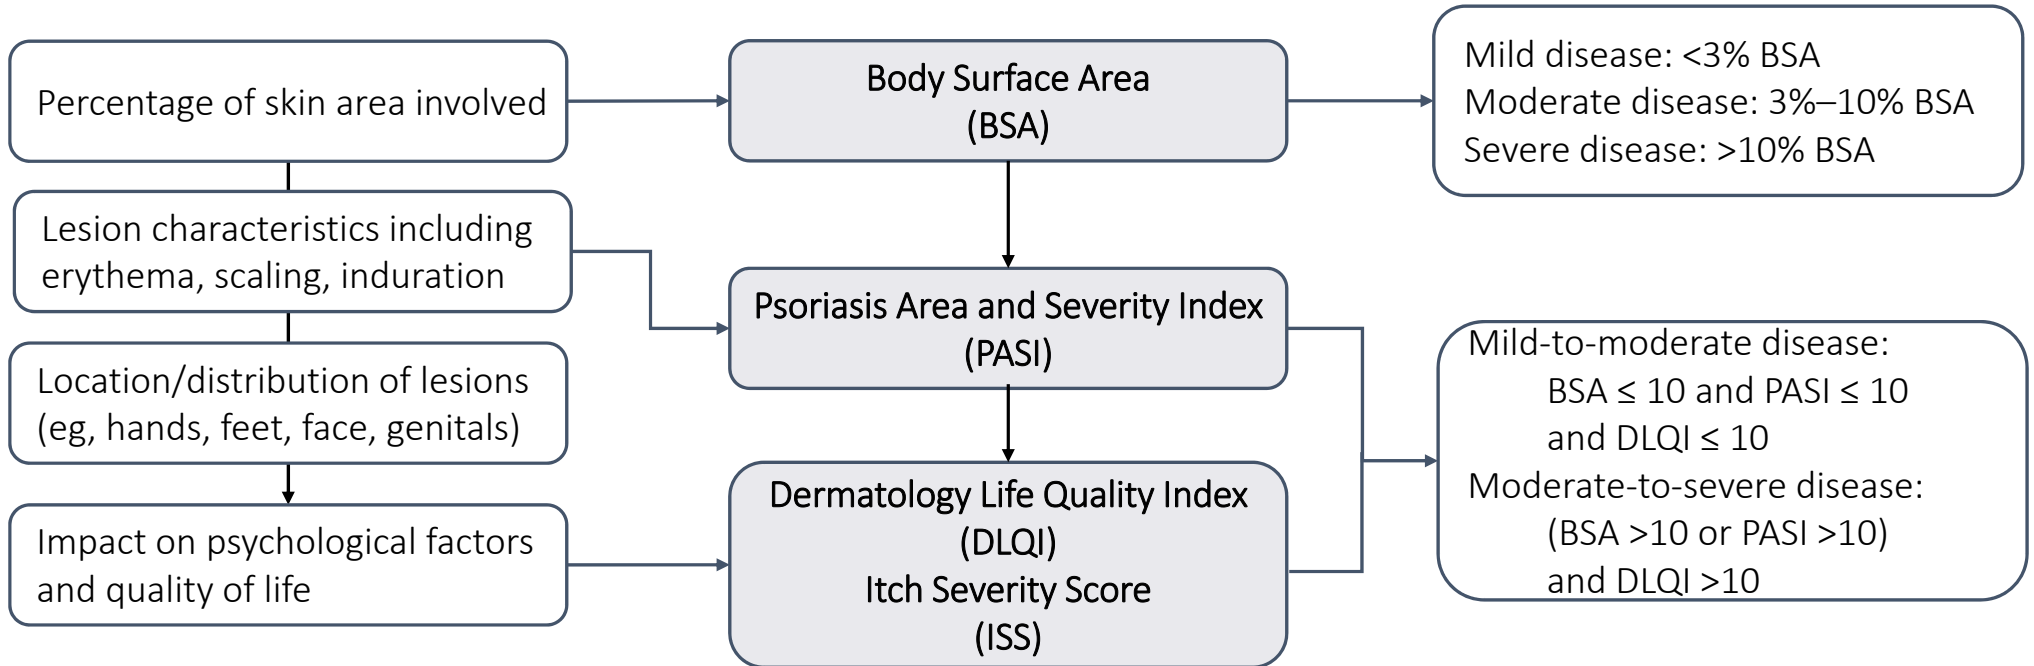 Percentage of skin area involved
Lesion characteristics including
erythema, scaling, induration
Location/distribution of lesions
(eg, hands, feet, face, genitals)
Impact on psychological factors
and quality of life
Body Surface Area
(BSA)
Psoriasis Area and Severity Index
(PASI)
Dermatology Life Quality Index
(DLQI)
Itch Severity Score
(ISS)
Mild disease: <3% BSA
Moderate disease: 3%–10% BSA
Severe disease: >10% BSA
Mild-to-moderate disease:
BSA ≤ 10 and PASI ≤ 10
and DLQI ≤ 10
Moderate-to-severe disease:
(BSA >10 or PASI >10)
and DLQI >10